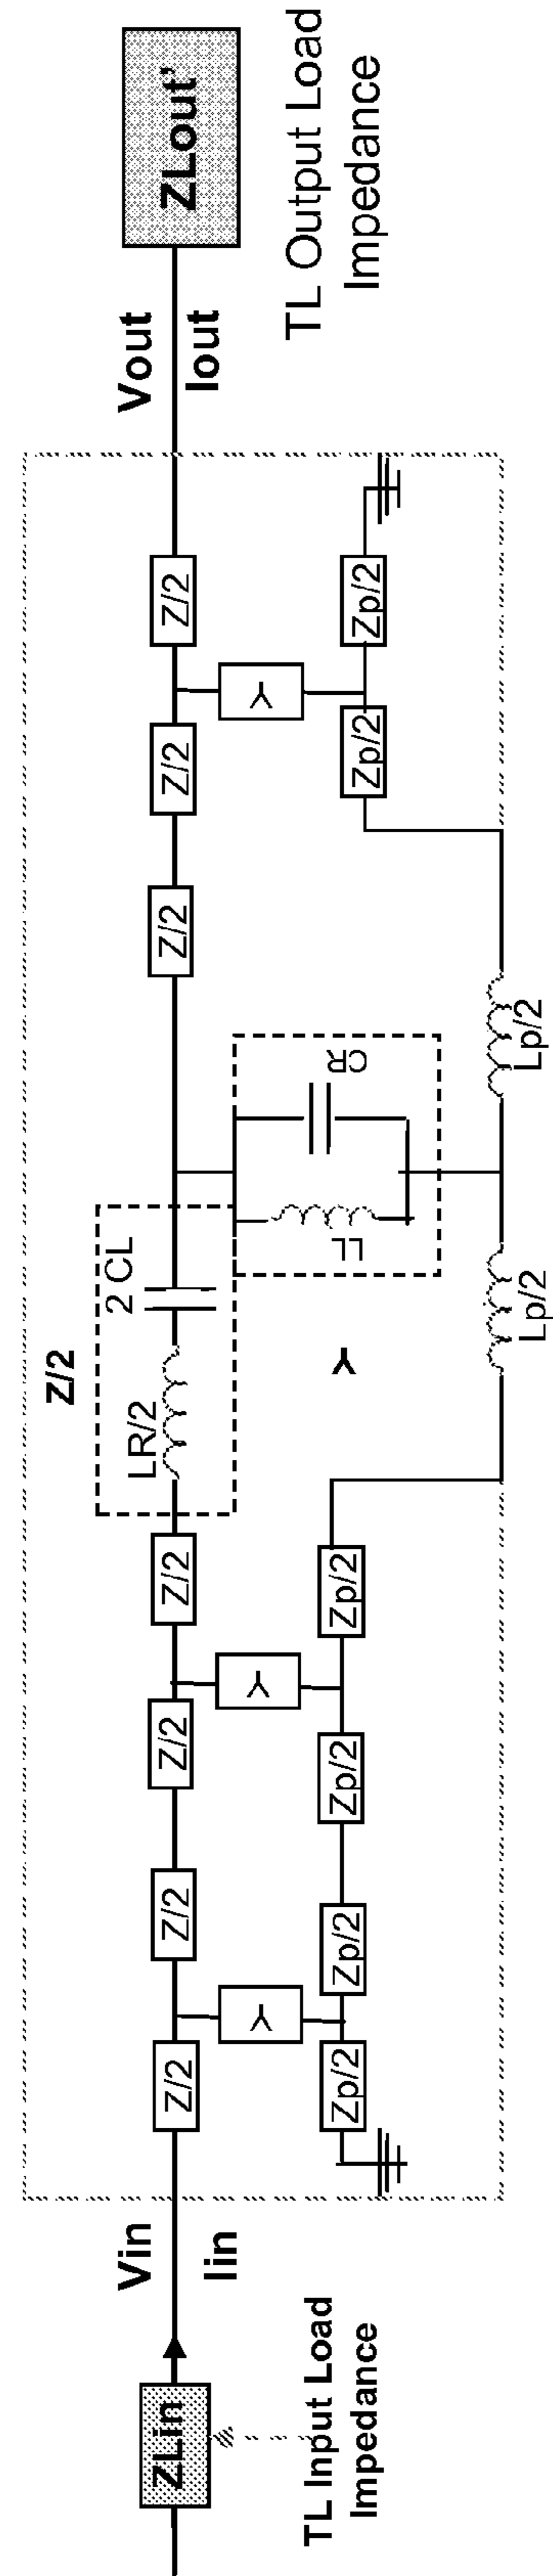 ZLin
TL Input Load
Impedance
Vin
Iin
Z/2
Z/2
Z/2
Z/2
Y
Y
Zp/2
Zp/2
Zp/2
Zp/2
Z/2
LR/2
2 CL
LL
CR
Y
Lp/2
Lp/2
Z/2
Z/2
Z/2
Y
Zp/2
Zp/2
Vout
Iout
ZLout'
TL Output Load
Impedance